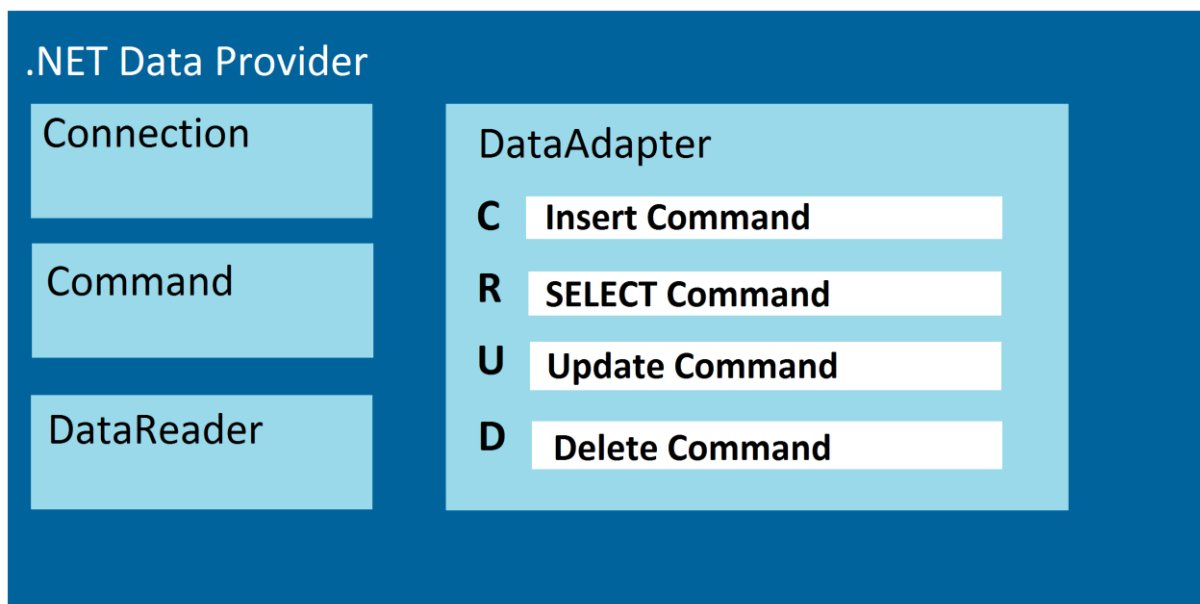 .NET Data Provider
Connection
Command
DataReader
DataAdapter
C Insert Command
R SELECT Command
U Update Command
D Delete Command